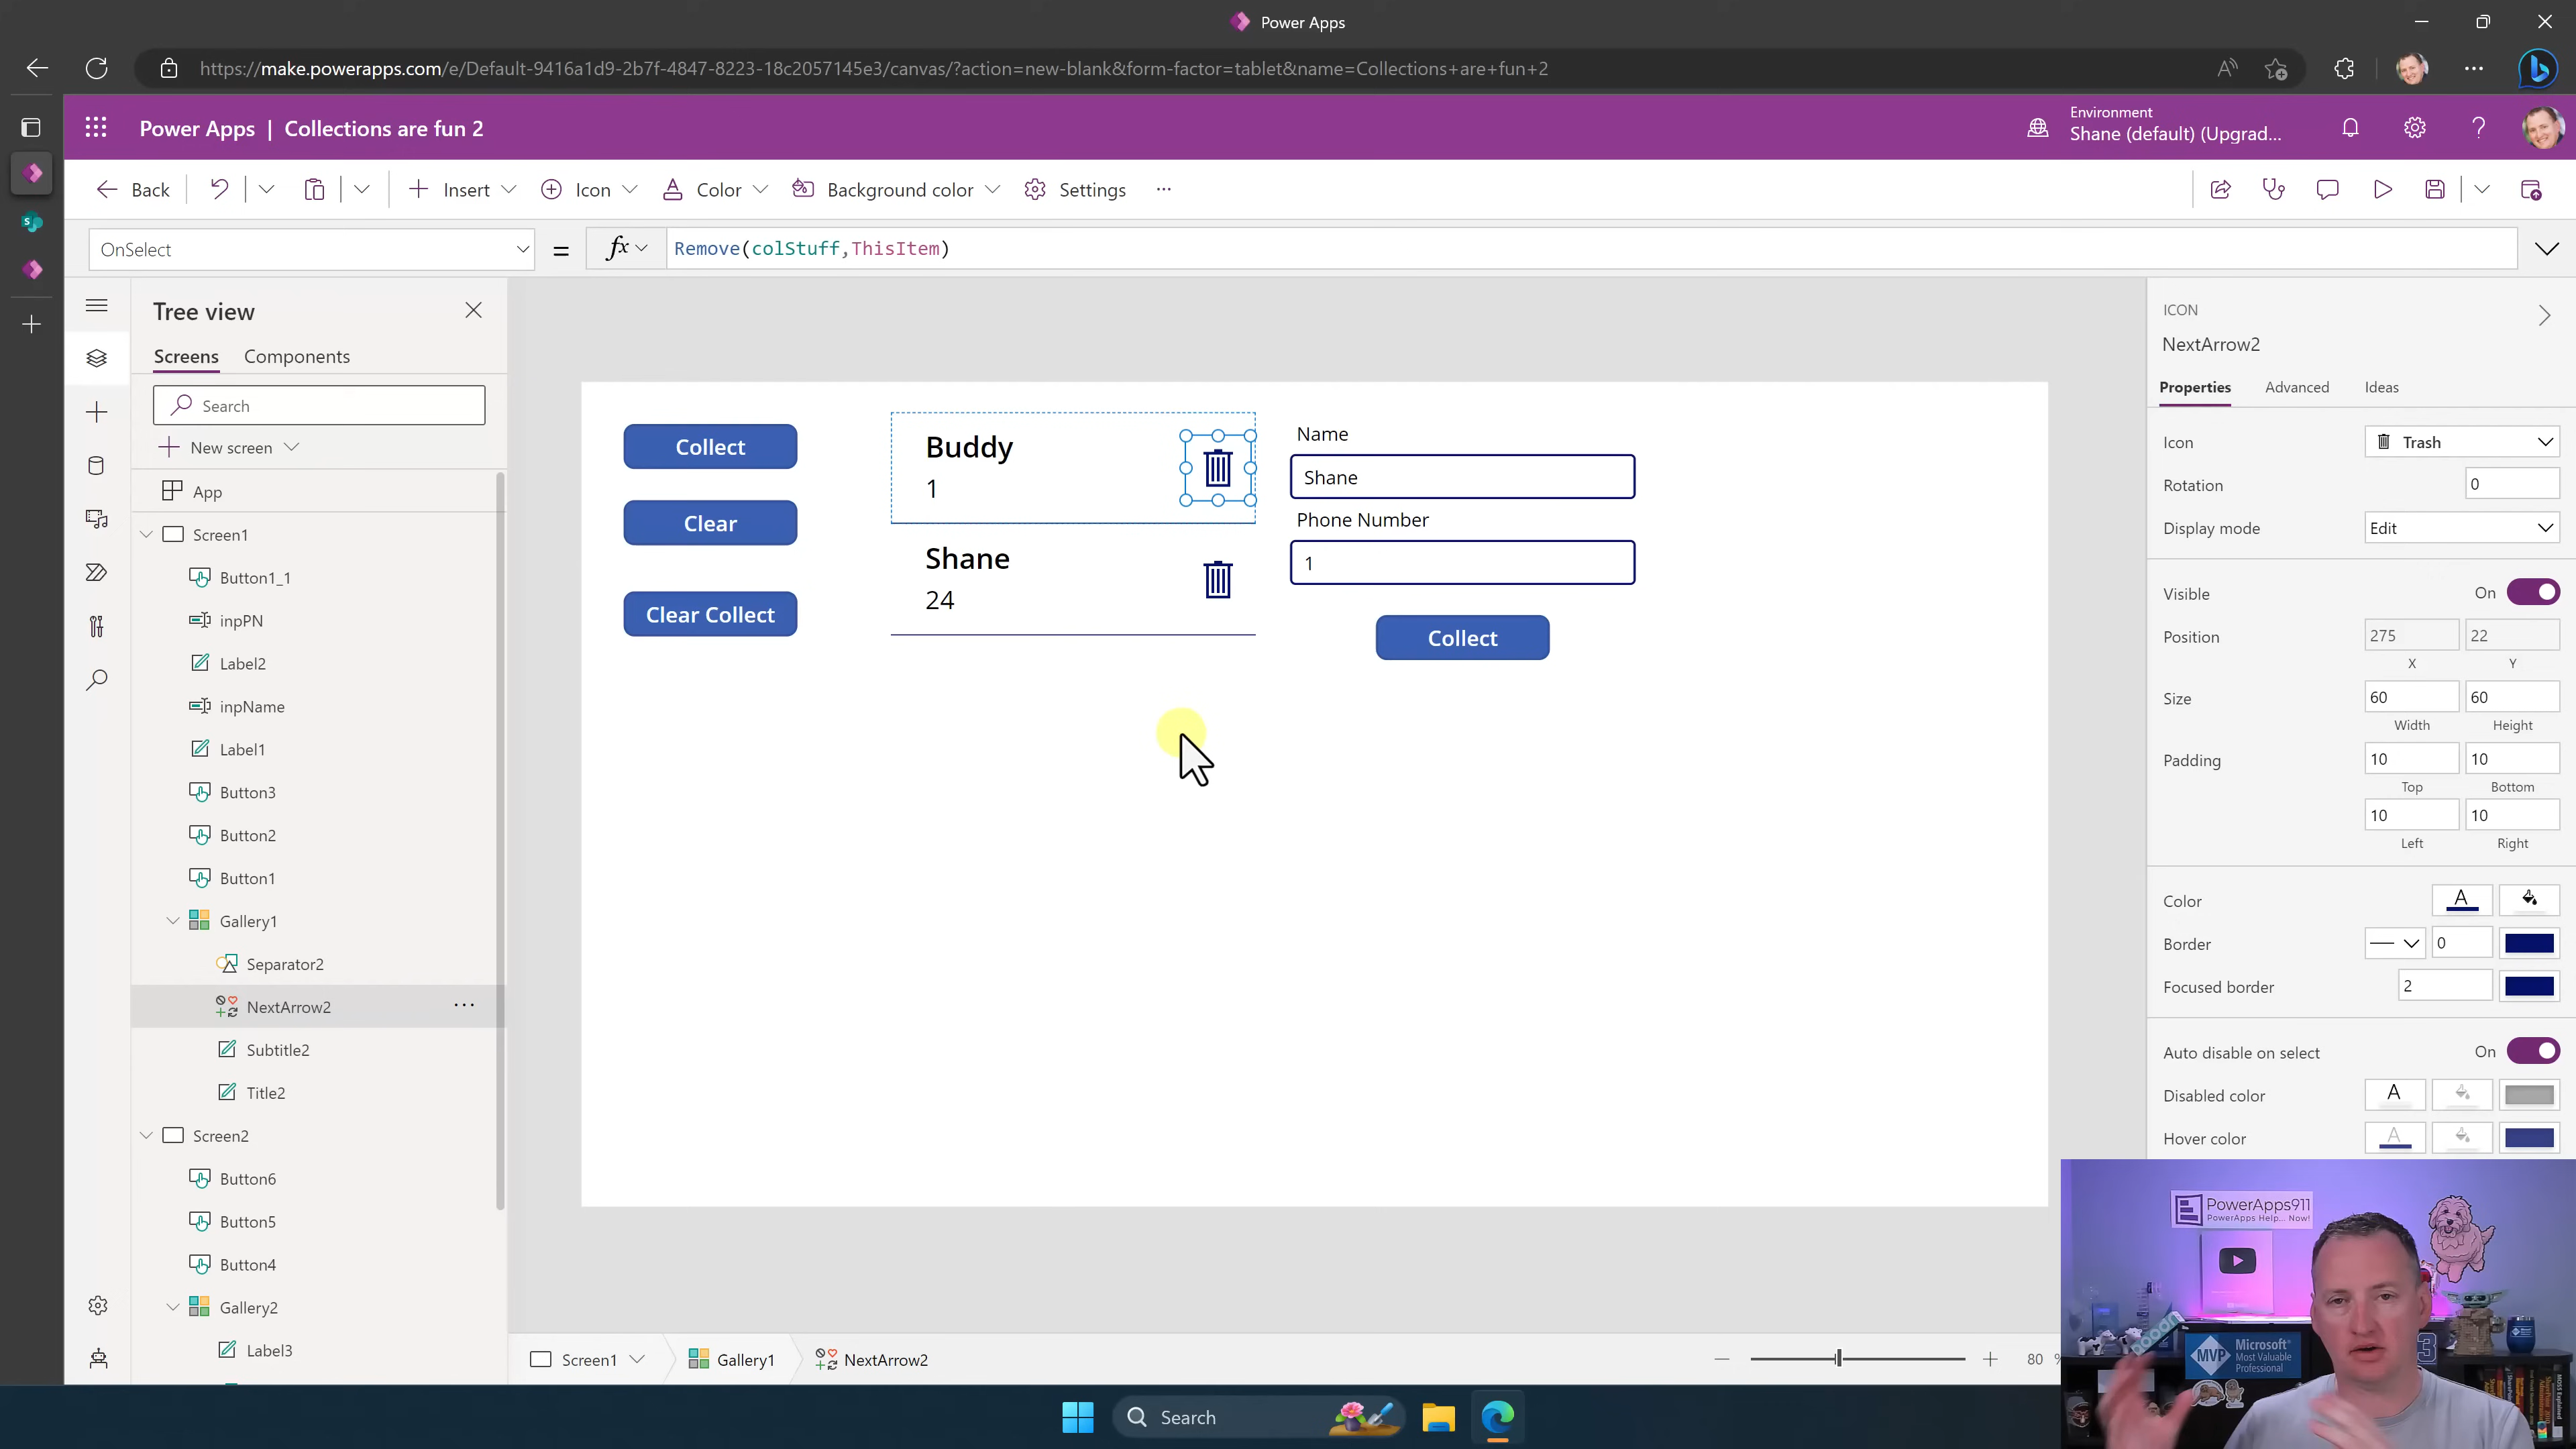 Power Apps
https://make.powerapps.com/e/Default-9416a1d9-2b7f-4847-8223-18c2057145e3/canvas/?action=new-blank&form-factor=tablet&name=Collections+are+fun+2
Power Apps | Collections are fun 2
Environment
Shane (default) (Upgrad...
Back
Insert
Icon
Color
Background color
Settings
OnSelect
=
fx
Remove(colStuff,ThisItem)
Tree view
Screens
Components
Search
New screen
App
Screen1
Button1_1
inpPN
Label2
inpName
Label1
Button3
Button2
Button1
Gallery1
Separator2
NextArrow2
Subtitle2
Title2
Screen2
Button6
Button5
Button4
Gallery2
Label3
Collect
Clear
Clear Collect
Buddy
1
Shane
24
Name
Shane
Phone Number
1
Collect
ICON
NextArrow2
Properties
Advanced
Ideas
Icon
Trash
Rotation
0
Display mode
Edit
Visible
On
Position
275
22
X
Y
Size
60
60
Width
Height
Padding
10
10
Top
Bottom
10
10
Left
Right
Color
Border
0
Focused border
2
Auto disable on select
On
Disabled color
Hover color
Screen1
Gallery1
NextArrow2
80 %
PowerApps911
PowerApps Help... Now!
MVP
Microsoft
Most Valuable
Professional
3
Search